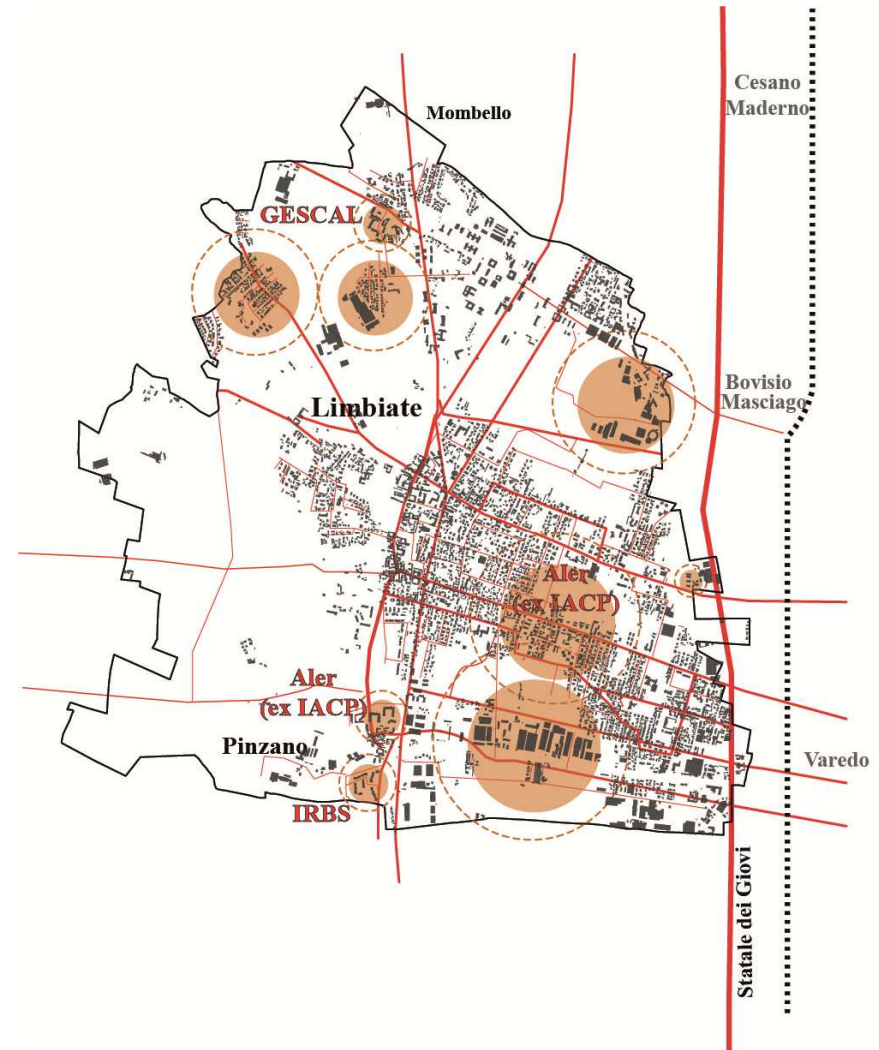 Cesano
Maderno
Mombello
GESCAL
Bovisio
Masciago
Limbiate
Aler
(ex IACP)
Aler
(ex IACP)
Pinzano
Varedo
IRBS
Statale dei Giovi